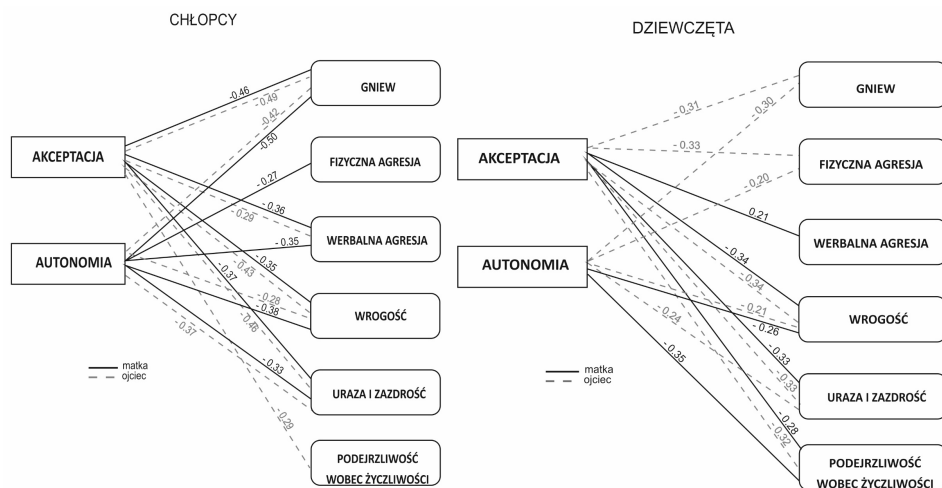 CHŁOPCY
GNIEW
AKCEPTACJA
FIZYCZNA AGRESJA
WERBALNA AGRESJA
AUTONOMIA
WROGOŚĆ
URAZA I ZAZDROŚĆ
PODEJRZLIWOŚĆ
WOBEC ŻYCZLIWOŚCI
-0.46
-0.49
-0.42
-0.50
-0.27
-0.36
-0.29
-0.35
-0.35
-0.43
-0.37
-0.28
-0.38
-0.46
-0.37
-0.33
-0.29
matka
ojciec
DZIEWCZĘTA
GNIEW
AKCEPTACJA
FIZYCZNA AGRESJA
WERBALNA AGRESJA
AUTONOMIA
WROGOŚĆ
URAZA I ZAZDROŚĆ
PODEJRZLIWOŚĆ
WOBEC ŻYCZLIWOŚCI
-0.31
-0.30
-0.33
-0.20
0.21
-0.34
-0.34
-0.21
-0.26
-0.24
-0.33
-0.33
-0.35
-0.28
-0.32
matka
ojciec